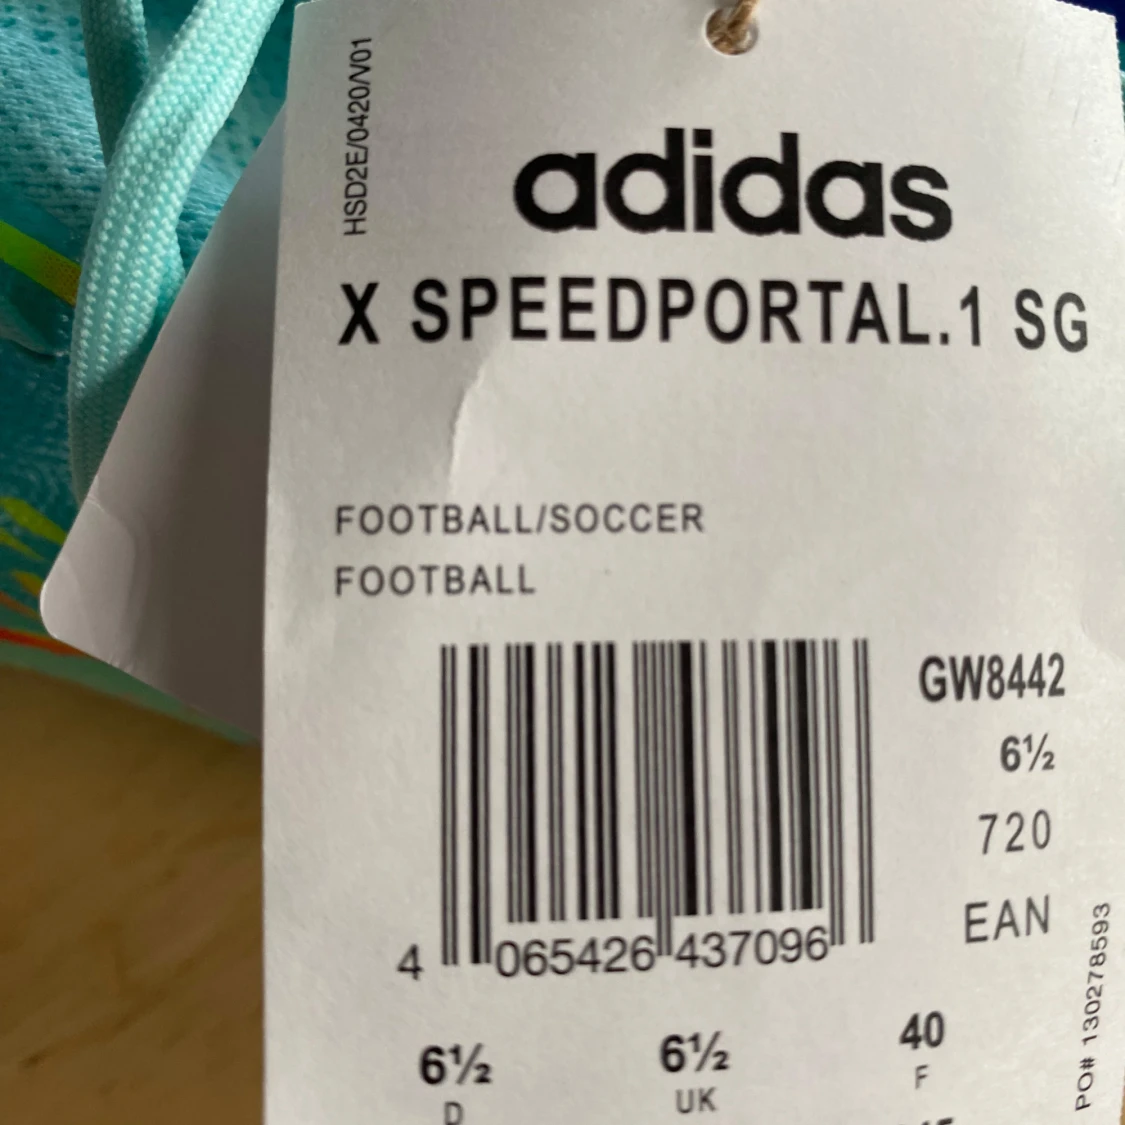 HSD2E/0420/V01
adidas
X SPEEDPORTAL.1 SG
FOOTBALL/SOCCER
FOOTBALL
GW8442
6½
720
EAN
4 065426 437096
PO# 130278593
6½ 6½ 40
D UK F